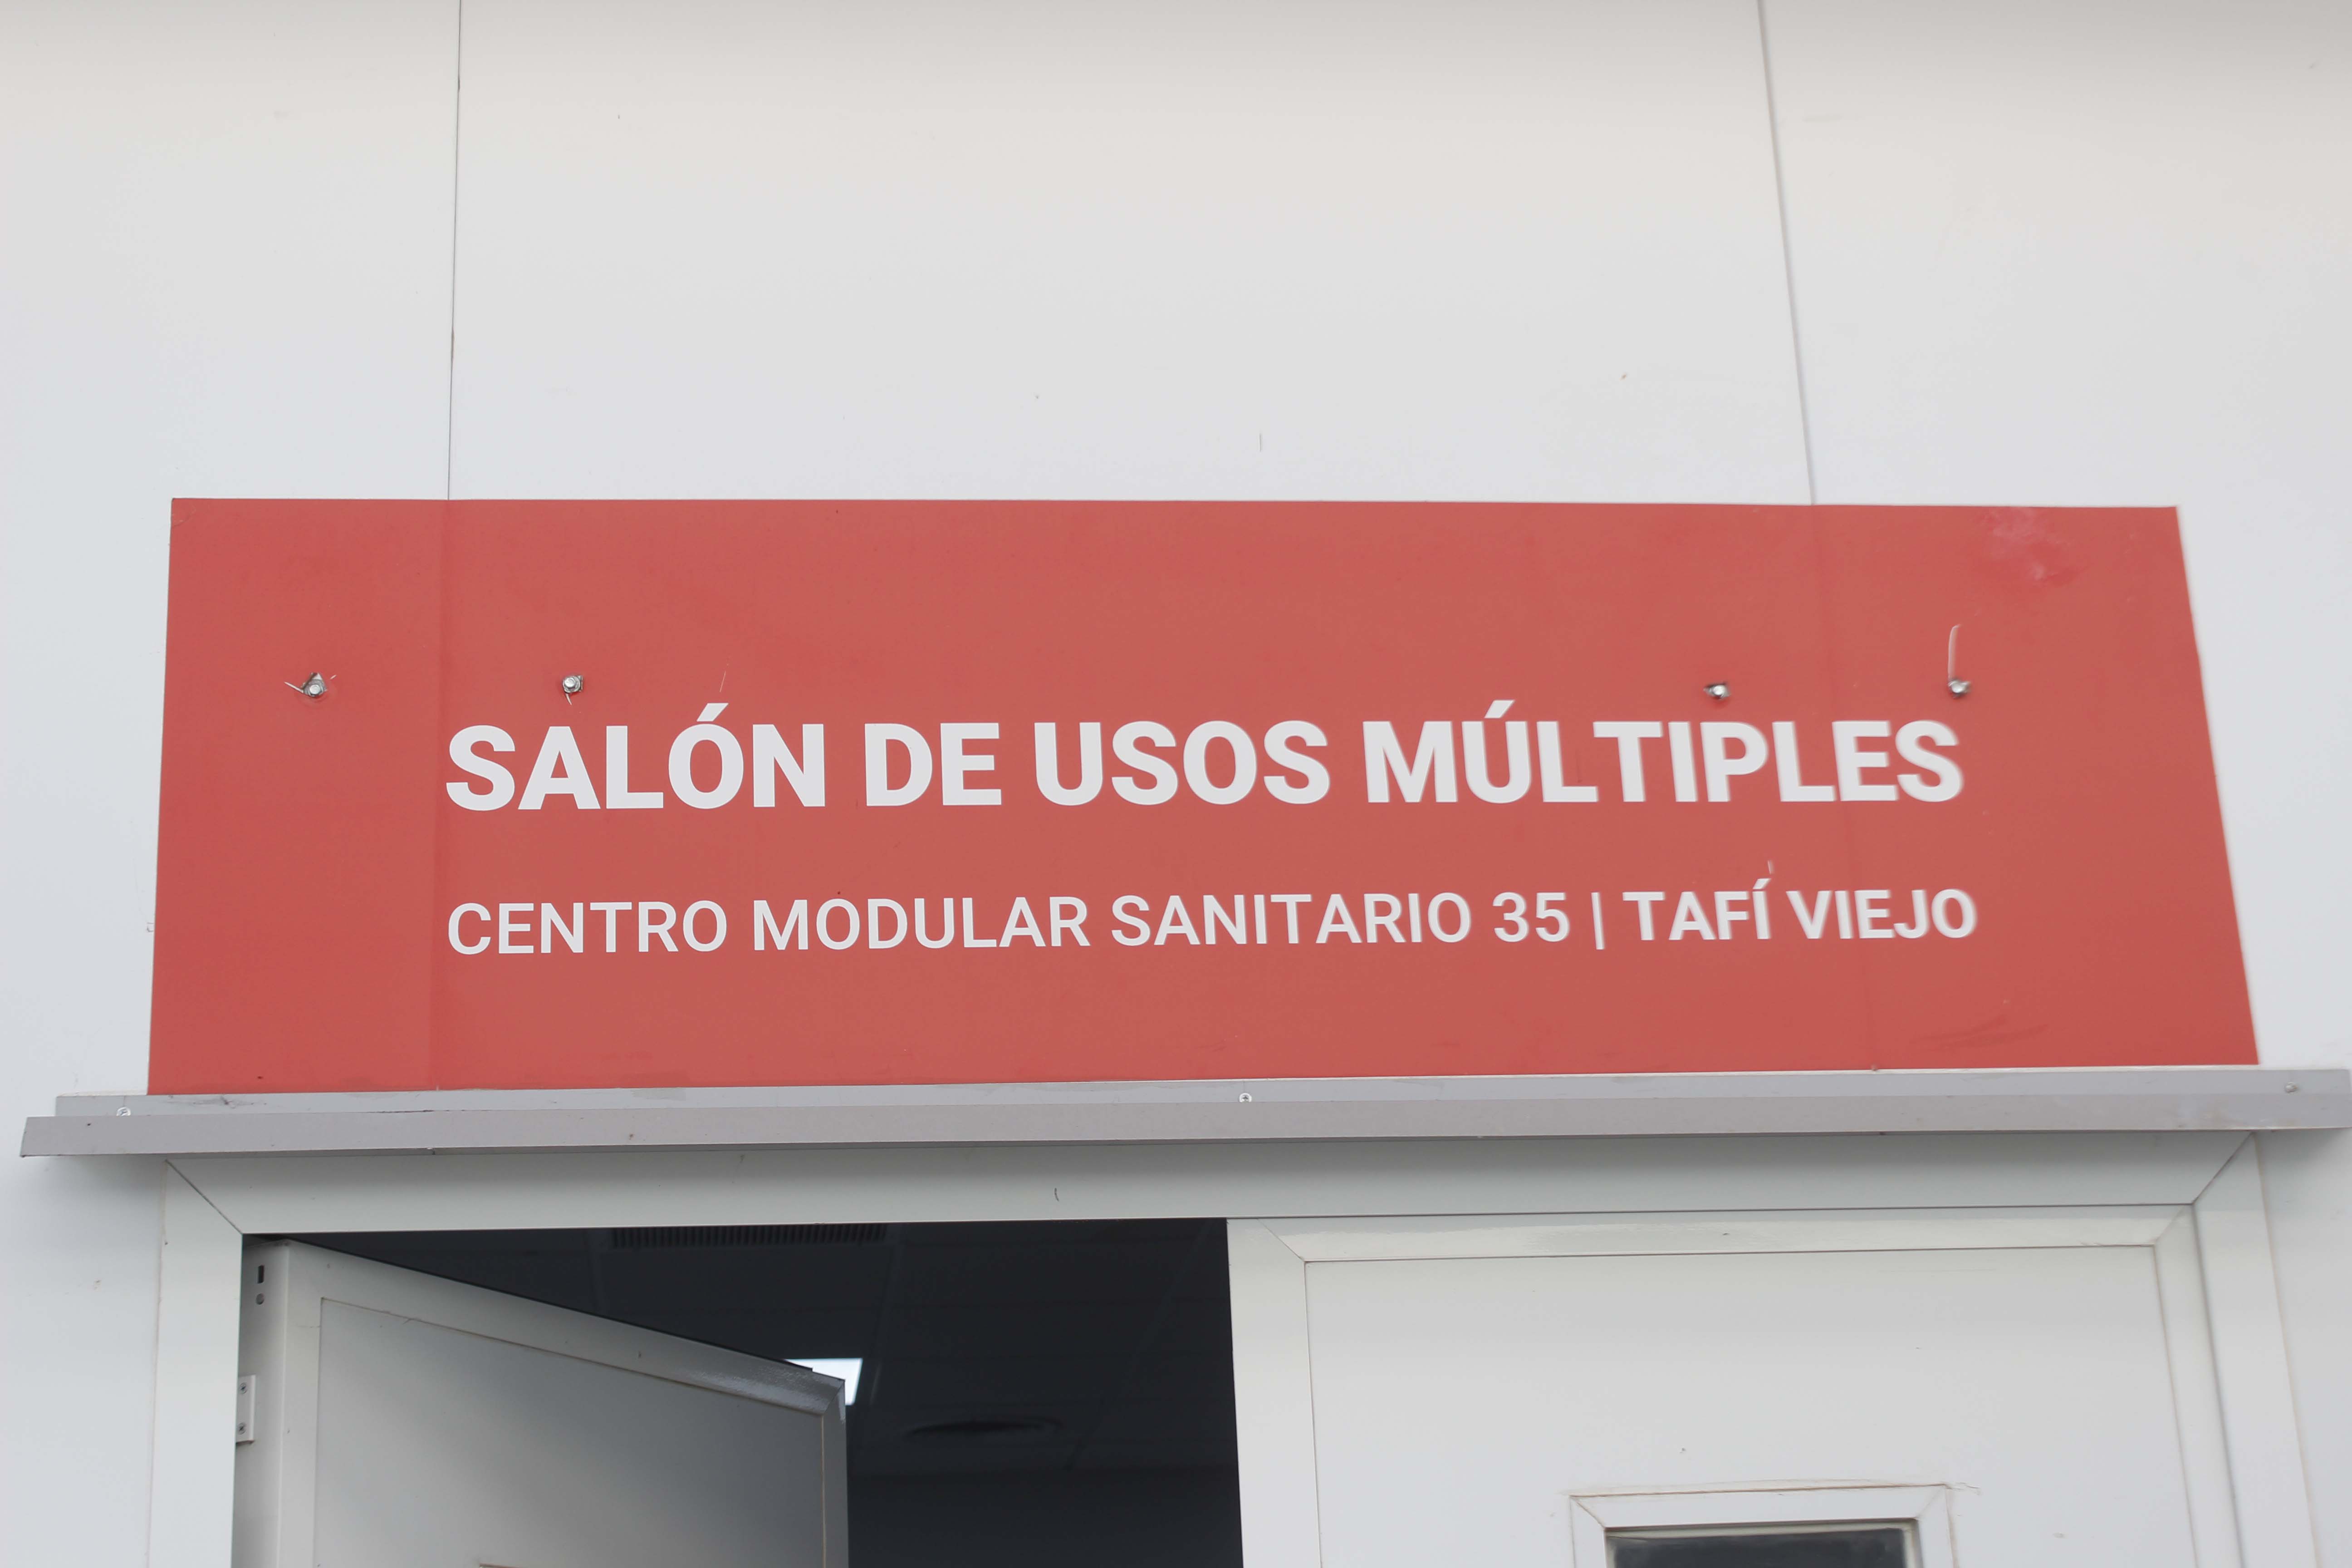 SALÓN DE USOS MÚLTIPLES
CENTRO MODULAR SANITARIO 35 | TAFÍ VIEJO